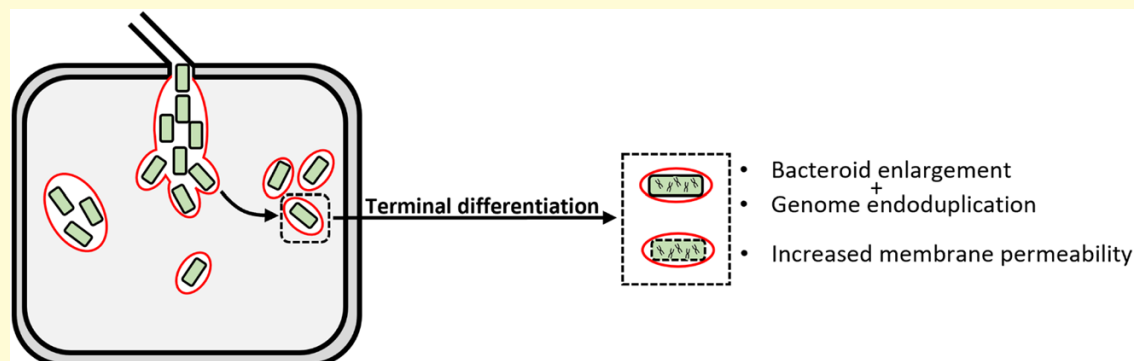 Terminal differentiation
• Bacteroid enlargement
+
• Genome endoduplication
• Increased membrane permeability